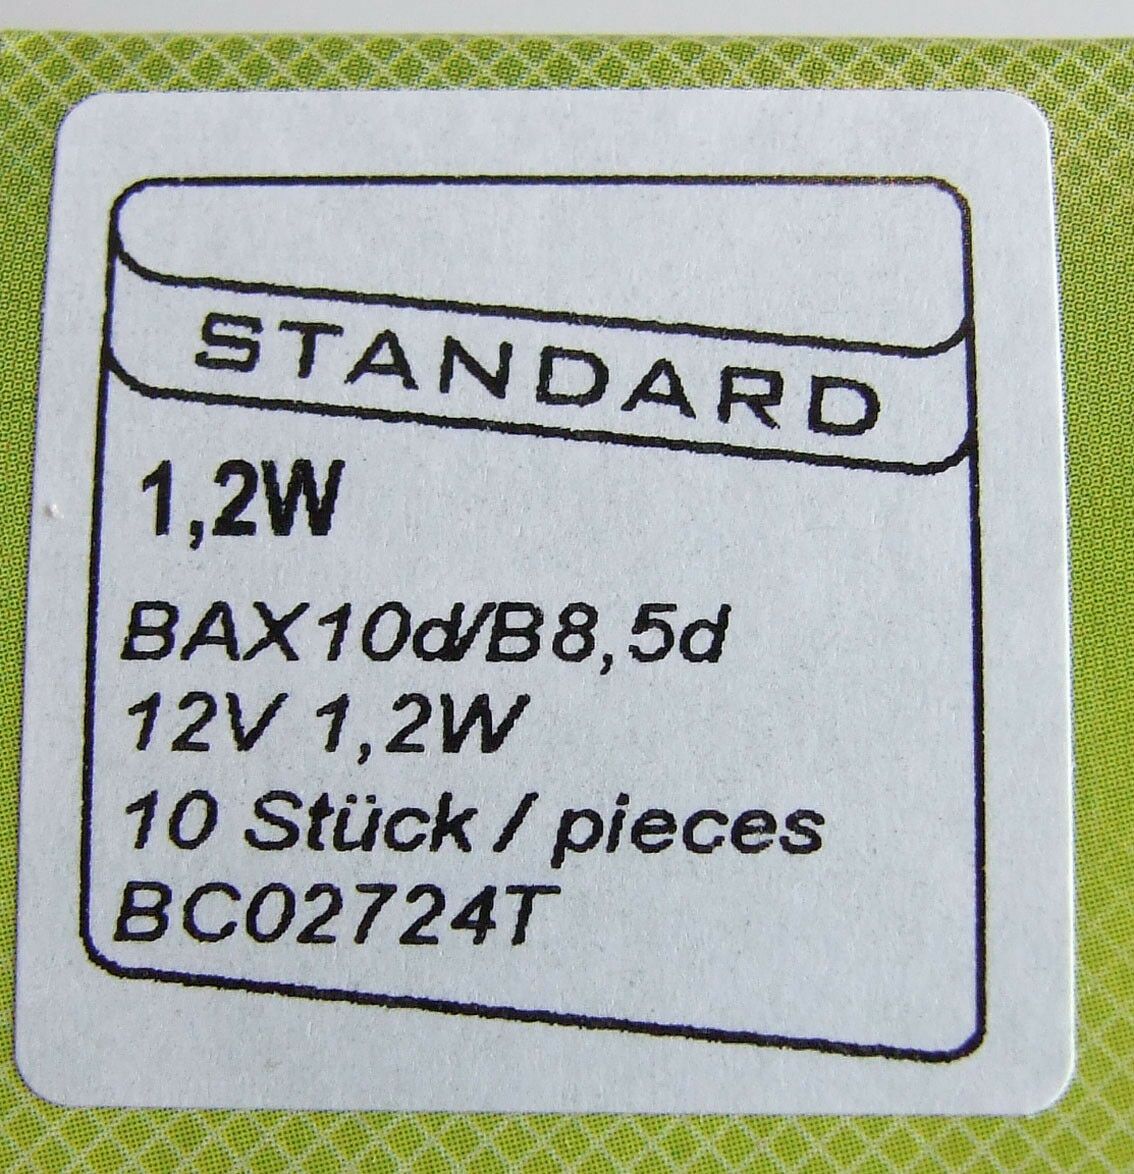 STANDARD
1,2W
BAX10d/B8,5d
12V 1,2W
10 Stück / pieces
BC02724T